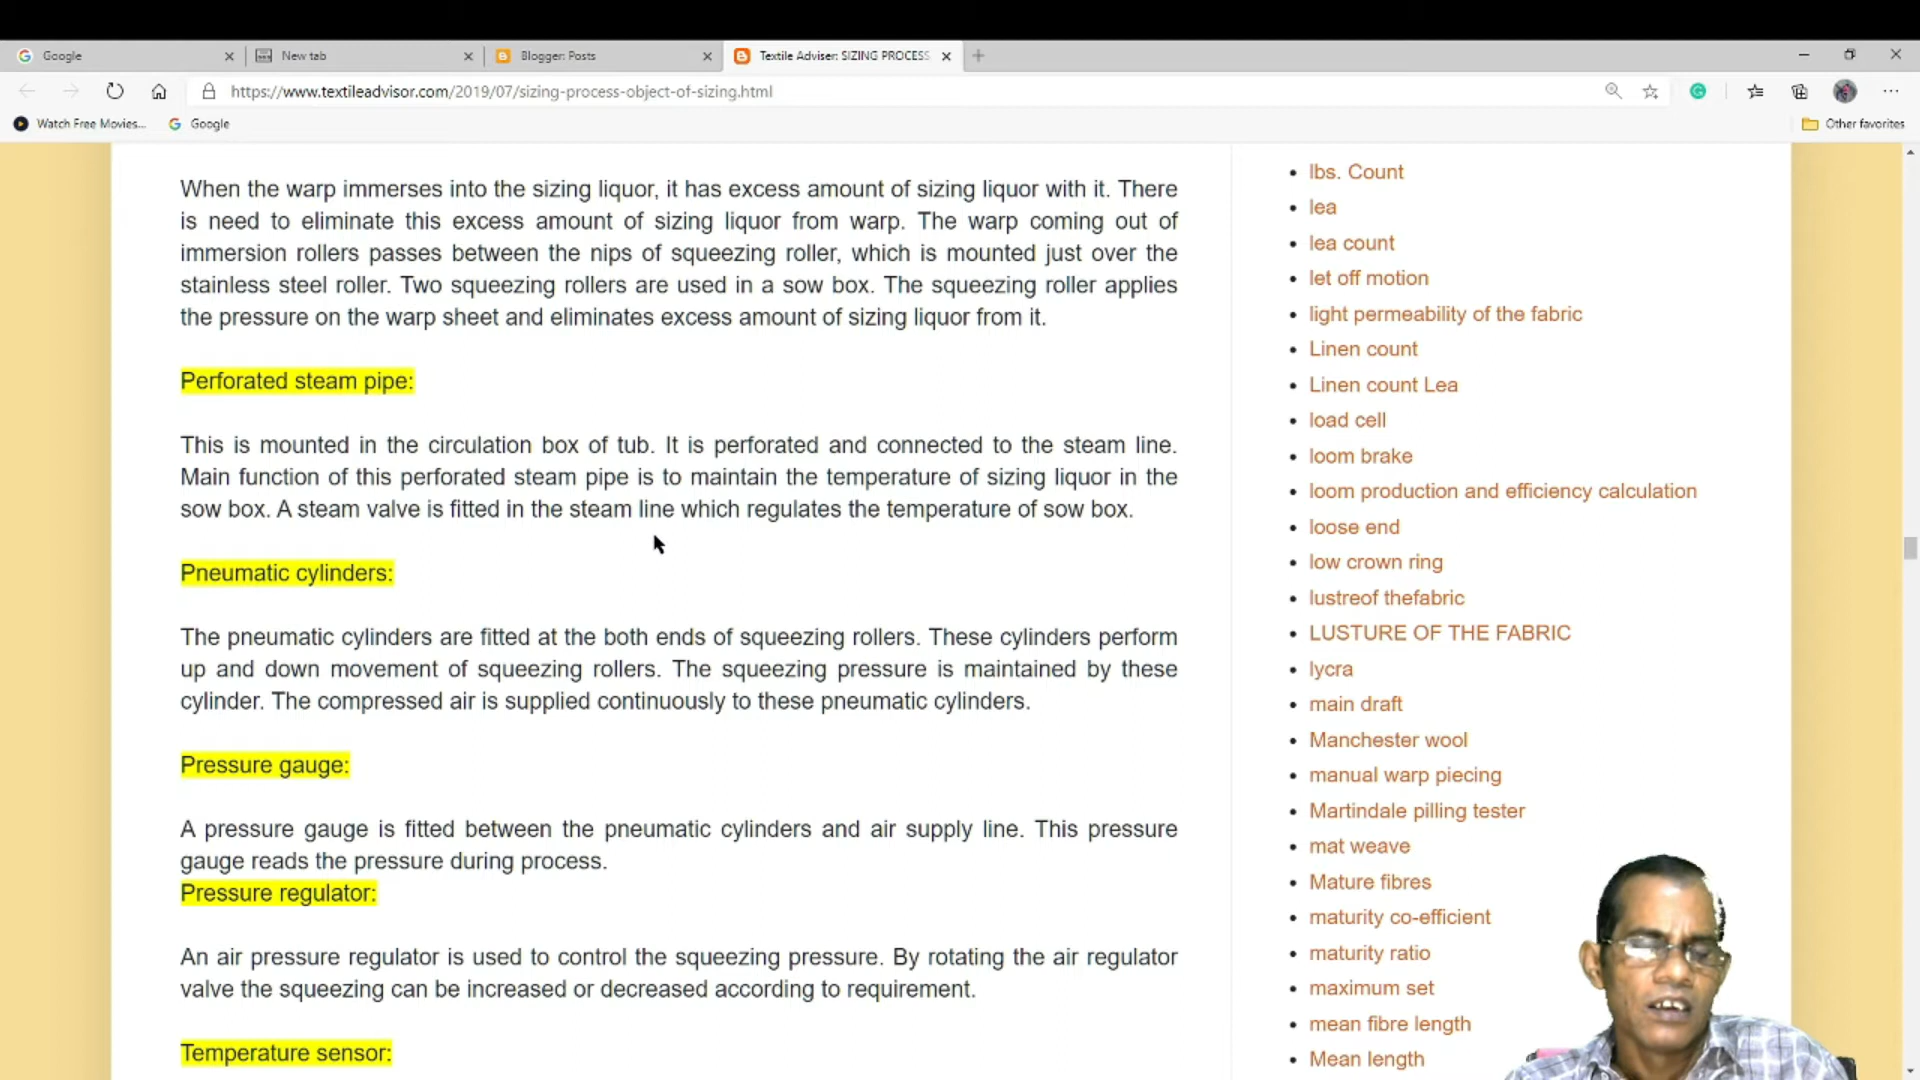 Google
New tab
Blogger: Posts
Textile Adviser: SIZING PROCESS
https://www.textileadvisor.com/2019/07/sizing-process-object-of-sizing.html
Watch Free Movies...
Google
Other favorites
When the warp immerses into the sizing liquor, it has excess amount of sizing liquor with it. There
is need to eliminate this excess amount of sizing liquor from warp. The warp coming out of
immersion rollers passes between the nips of squeezing roller, which is mounted just over the
stainless steel roller. Two squeezing rollers are used in a sow box. The squeezing roller applies
the pressure on the warp sheet and eliminates excess amount of sizing liquor from it.
Perforated steam pipe:
This is mounted in the circulation box of tub. It is perforated and connected to the steam line.
Main function of this perforated steam pipe is to maintain the temperature of sizing liquor in the
sow box. A steam valve is fitted in the steam line which regulates the temperature of sow box.
Pneumatic cylinders:
The pneumatic cylinders are fitted at the both ends of squeezing rollers. These cylinders perform
up and down movement of squeezing rollers. The squeezing pressure is maintained by these
cylinder. The compressed air is supplied continuously to these pneumatic cylinders.
Pressure gauge:
A pressure gauge is fitted between the pneumatic cylinders and air supply line. This pressure
gauge reads the pressure during process.
Pressure regulator:
An air pressure regulator is used to control the squeezing pressure. By rotating the air regulator
valve the squeezing can be increased or decreased according to requirement.
Temperature sensor:
lbs. Count
lea
lea count
let off motion
light permeability of the fabric
Linen count
Linen count Lea
load cell
loom brake
loom production and efficiency calculation
loose end
low crown ring
lustreof thefabric
LUSTURE OF THE FABRIC
lycra
main draft
Manchester wool
manual warp piecing
Martindale pilling tester
mat weave
Mature fibres
maturity co-efficient
maturity ratio
maximum set
mean fibre length
Mean length